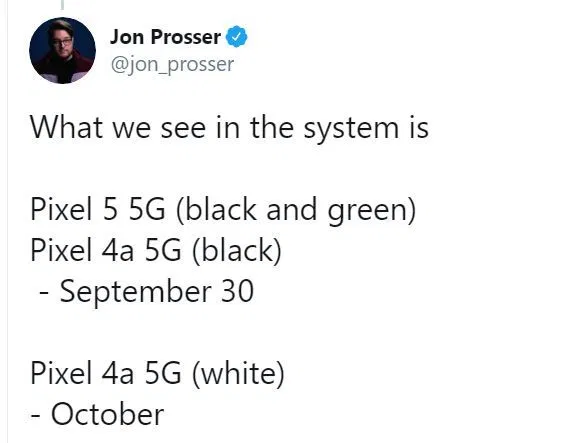 Jon Prosser
@jon_prosser
What we see in the system is
Pixel 5 5G (black and green)
Pixel 4a 5G (black)
- September 30
Pixel 4a 5G (white)
- October